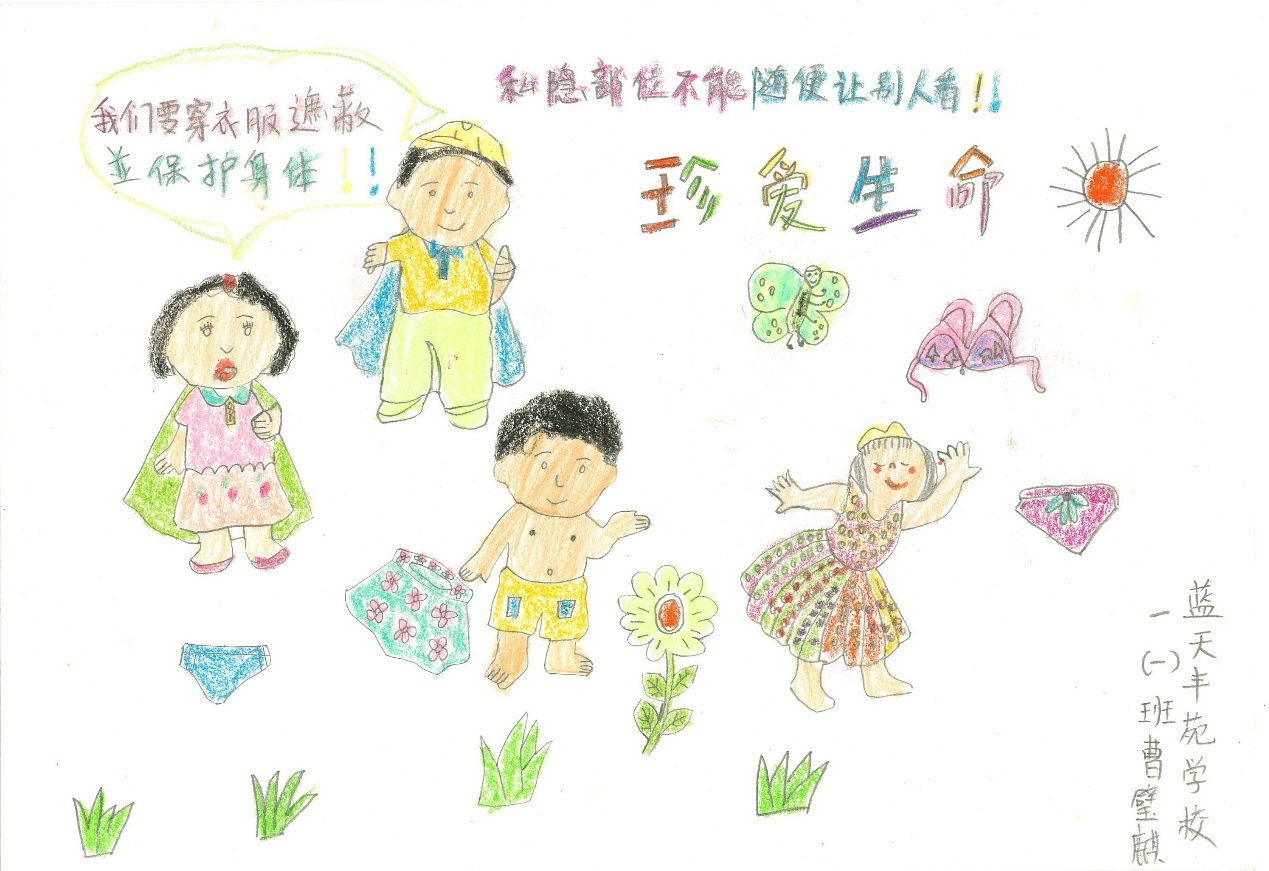 私隐部位不能随便让别人看!!
我们要穿衣服遮蔽
並保护身体!!
珍爱生命
蓝天丰苑学校
一(一)班曹璧麒